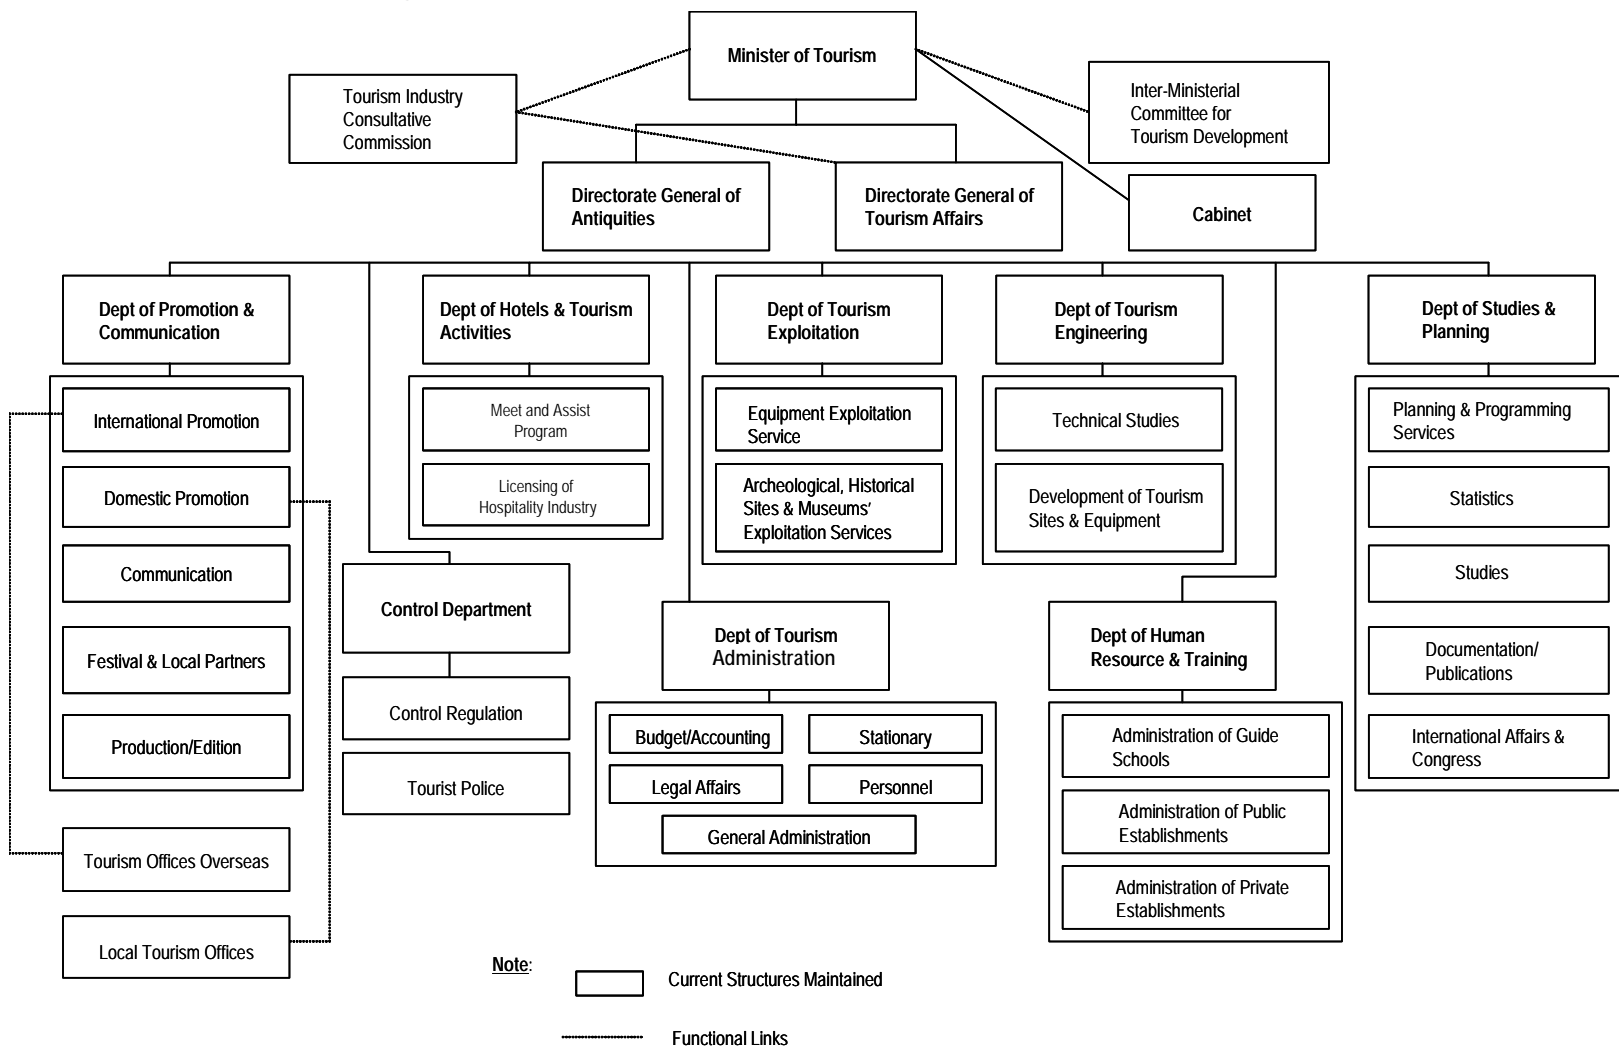 Minister of Tourism
Tourism Industry
Consultative
Commission
Inter-Ministerial
Committee for
Tourism Development
Directorate General of
Antiquities
Directorate General of
Tourism Affairs
Cabinet
Dept of Promotion &
Communication
Dept of Hotels & Tourism
Activities
Dept of Tourism
Exploitation
Dept of Tourism
Engineering
Dept of Studies &
Planning
International Promotion
Domestic Promotion
Communication
Festival & Local Partners
Production/Edition
Tourism Offices Overseas
Local Tourism Offices
Meet and Assist
Program
Licensing of
Hospitality Industry
Control Department
Control Regulation
Tourist Police
Equipment Exploitation
Service
Archeological, Historical
Sites & Museums'
Exploitation Services
Dept of Tourism
Administration
Budget/Accounting
Stationary
Legal Affairs
Personnel
General Administration
Technical Studies
Development of Tourism
Sites & Equipment
Dept of Human
Resource & Training
Administration of Guide
Schools
Administration of Public
Establishments
Administration of Private
Establishments
Planning & Programming
Services
Statistics
Studies
Documentation/
Publications
International Affairs &
Congress
Note:
Current Structures Maintained
Functional Links